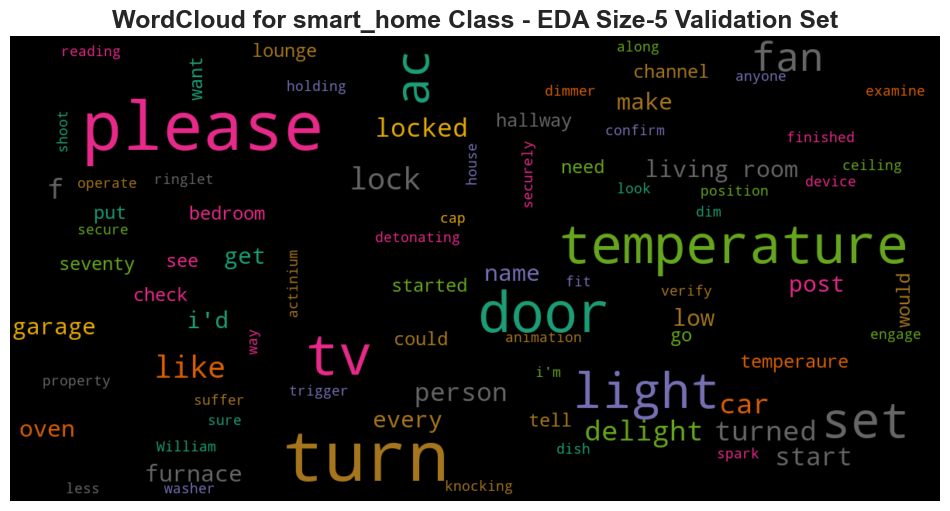 WordCloud for smart_home Class - EDA Size-5 Validation Set
reading
lounge
along
fan
want
ac
channel
anyone
holding
dimmer
examine
make
please
shoot
locked
hallway
confirm
finished
house
securely
lock
need
living room
ceiling
f
operate
ringlet
look
position
device
put
bedroom
cap
dim
secure
detonating
temperature
seventy
see
get
name
fit
post
check
actinium
started
verify
would
garage
i'd
door
low
way
could
animation
go
engage
like
tv
temperaure
i'm
property
trigger
person
light
car
suffer
set
oven
sure
every
tell
delight
turned
William
turn
dish
spark
start
furnace
less
washer
knocking